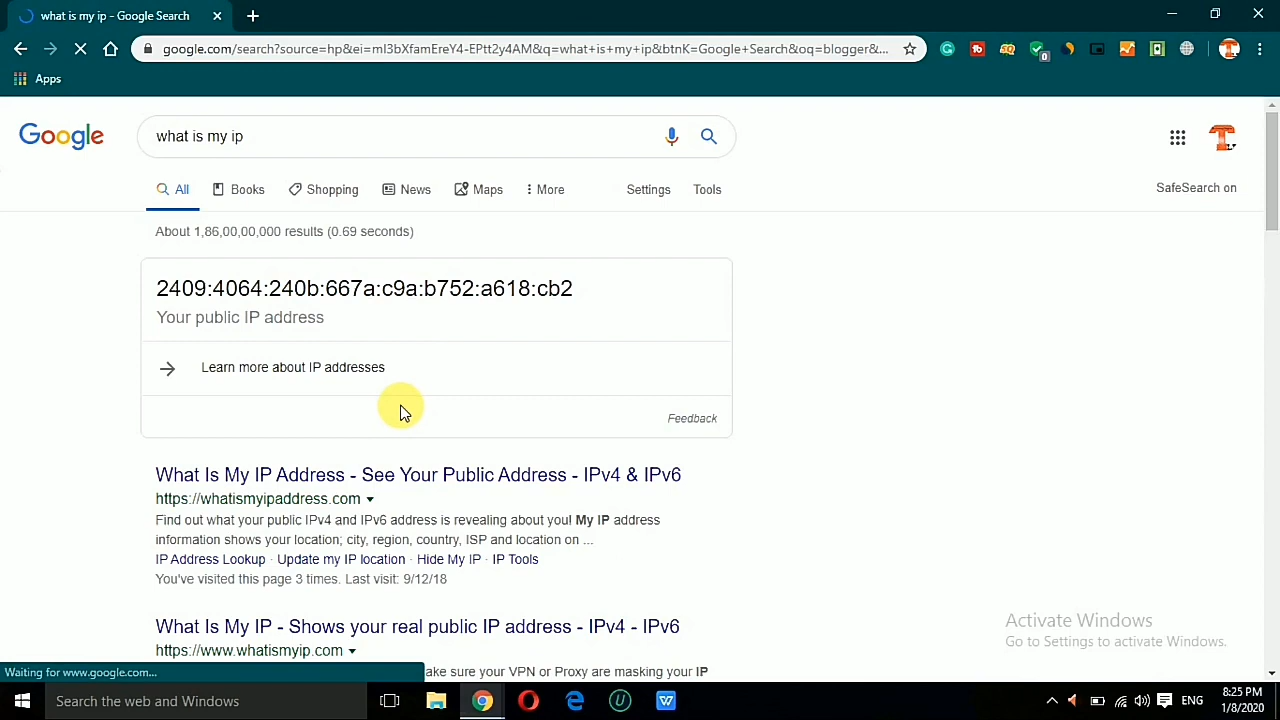 what is my ip - Google Search
google.com/search?source=hp&ei=mI3bXfamEreY4-EPtt2y4AM&q=what+is+my+ip&btnK=Google+Search&oq=blogger&...
Apps
Google
what is my ip
All Books Shopping News Maps More Settings Tools
SafeSearch on
About 1,86,00,00,000 results (0.69 seconds)
2409:4064:240b:667a:c9a:b752:a618:cb2
Your public IP address
Learn more about IP addresses
Feedback
What Is My IP Address - See Your Public Address - IPv4 & IPv6
https://whatismyipaddress.com
Find out what your public IPv4 and IPv6 address is revealing about you! My IP address
information shows your location; city, region, country, ISP and location on ...
IP Address Lookup · Update my IP location · Hide My IP · IP Tools
You've visited this page 3 times. Last visit: 9/12/18
What Is My IP - Shows your real public IP address - IPv4 - IPv6
https://www.whatismyip.com
ake sure your VPN or Proxy are masking your IP
Activate Windows
Go to Settings to activate Windows.
Waiting for www.google.com...
Search the web and Windows
ENG
8:25 PM
1/8/2020